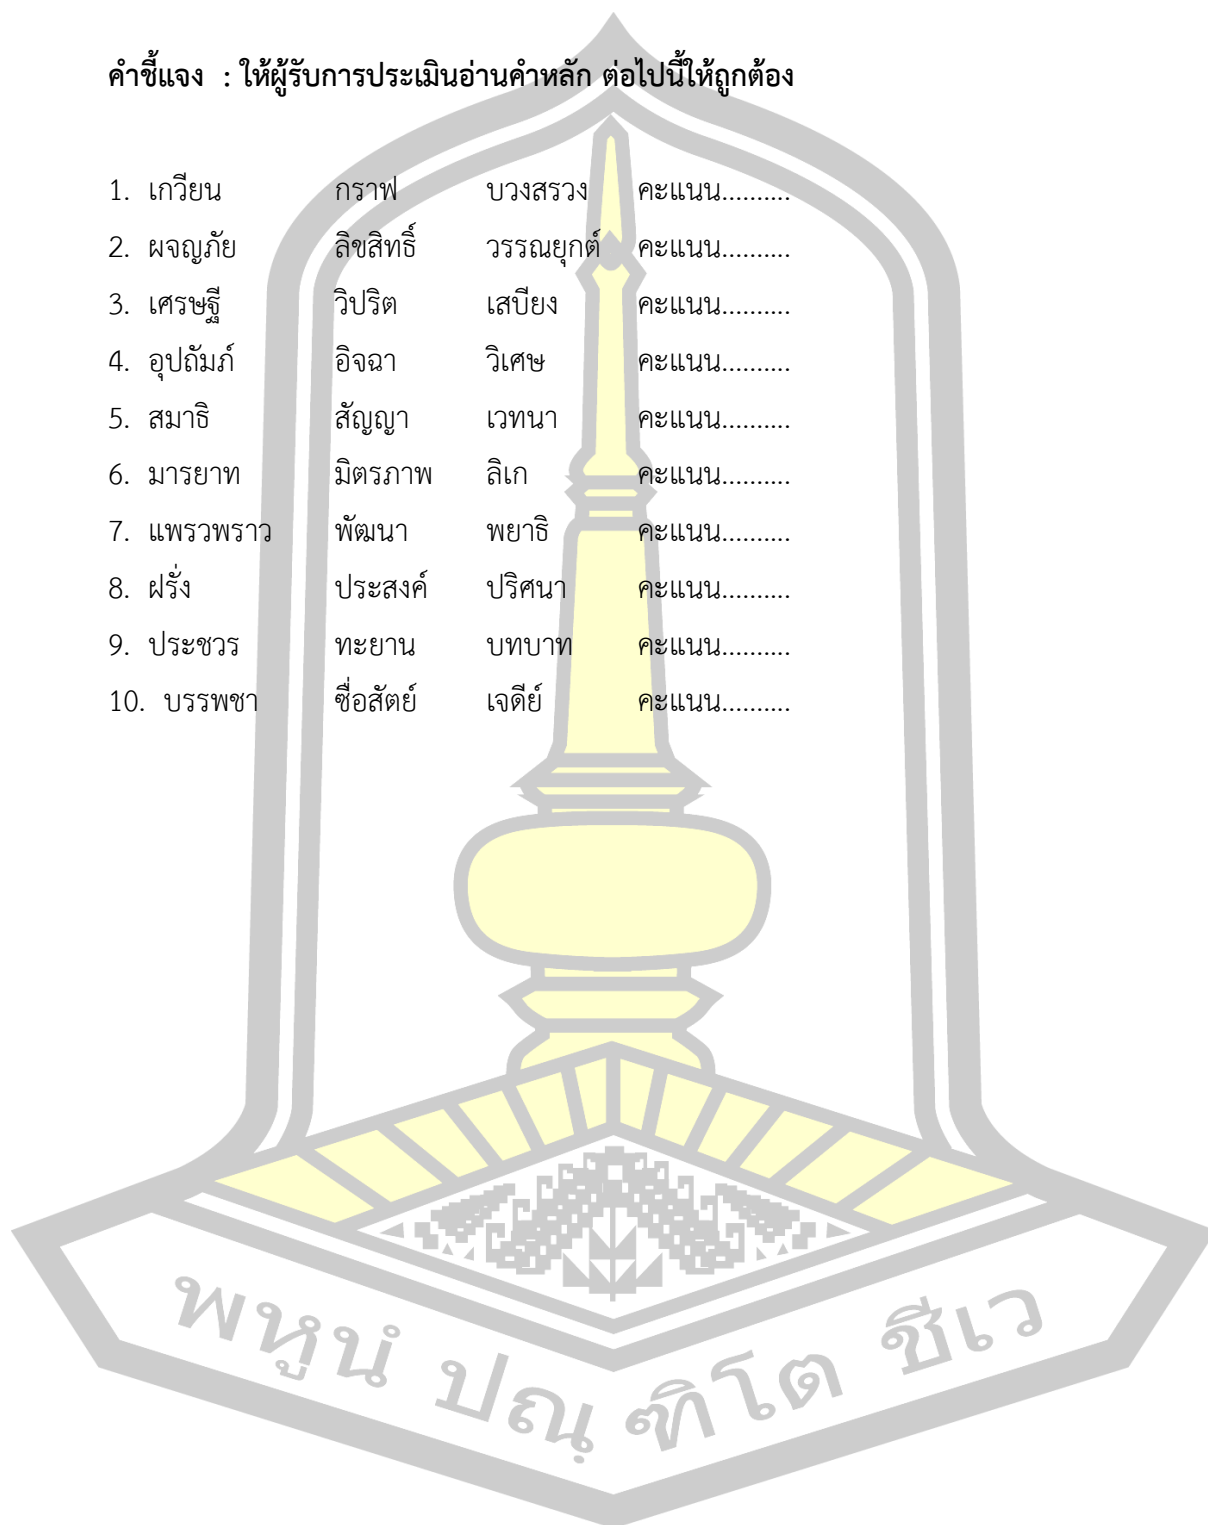 คำชี้แจง : ให้ผู้รับการประเมินอ่านคำหลัก ต่อไปนี้ให้ถูกต้อง
1. เกวียน กราฟ บวงสรวง คะแนน..........
2. ผจญภัย ลิขสิทธิ์ วรรณยุกต์ คะแนน..........
3. เศรษฐี วิปริต เสบียง คะแนน..........
4. อุปถัมภ์ อิจฉา วิเศษ คะแนน..........
5. สมาธิ สัญญา เวทนา คะแนน..........
6. มารยาท มิตรภาพ ลิเก คะแนน..........
7. แพรวพราว พัฒนา พยาธิ คะแนน..........
8. ฝรั่ง ประสงค์ ปริศนา คะแนน..........
9. ประชวร ทะยาน บทบาท คะแนน..........
10. บรรพชา ซื่อสัตย์ เจดีย์ คะแนน..........
พหูนํ ปณฺ ฑิโต ชีเว